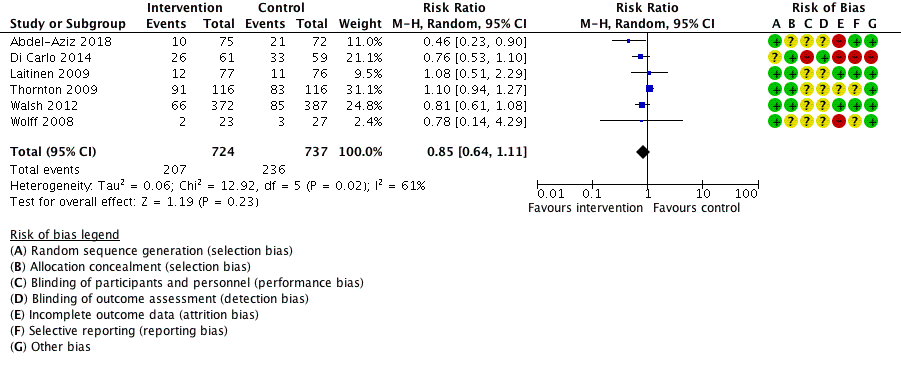 Intervention Control Risk Ratio Risk Ratio Risk of Bias
Study or Subgroup Events Total Events Total Weight M-H, Random, 95% CI M-H, Random, 95% CI A B C D E F G
Abdel-Aziz 2018 10 75 21 72 11.0% 0.46 [0.23, 0.90] + ? ? ? - + +
Di Carlo 2014 26 61 33 59 21.1% 0.76 [0.53, 1.10] ? + - + - - -
Laitinen 2009 12 77 11 76 9.5% 1.08 [0.51, 2.29] + + ? ? + + +
Thornton 2009 91 116 83 116 31.1% 1.10 [0.94, 1.27] + + ? ? ? ? +
Walsh 2012 66 372 85 387 24.8% 0.81 [0.61, 1.08] + + ? ? + + +
Wolff 2008 2 23 3 27 2.4% 0.78 [0.14, 4.29] + ? ? ? - ? +
Total (95% CI) 724 737 100.0% 0.85 [0.64, 1.11]
Total events 207 236
Heterogeneity: Tau² = 0.06; Chi² = 12.92, df = 5 (P = 0.02); I² = 61%
Test for overall effect: Z = 1.19 (P = 0.23)
0.01 0.1 1 10 100
Favours intervention Favours control
Risk of bias legend
(A) Random sequence generation (selection bias)
(B) Allocation concealment (selection bias)
(C) Blinding of participants and personnel (performance bias)
(D) Blinding of outcome assessment (detection bias)
(E) Incomplete outcome data (attrition bias)
(F) Selective reporting (reporting bias)
(G) Other bias